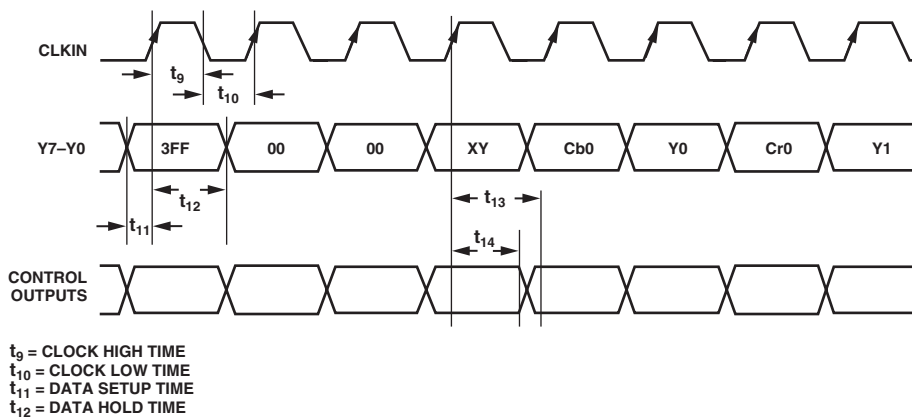 CLKIN
t9
t10
Y7–Y0
3FF 00 00 XY Cb0 Y0 Cr0 Y1
t12
t13
t11
t14
CONTROL
OUTPUTS
t9 = CLOCK HIGH TIME
t10 = CLOCK LOW TIME
t11 = DATA SETUP TIME
t12 = DATA HOLD TIME